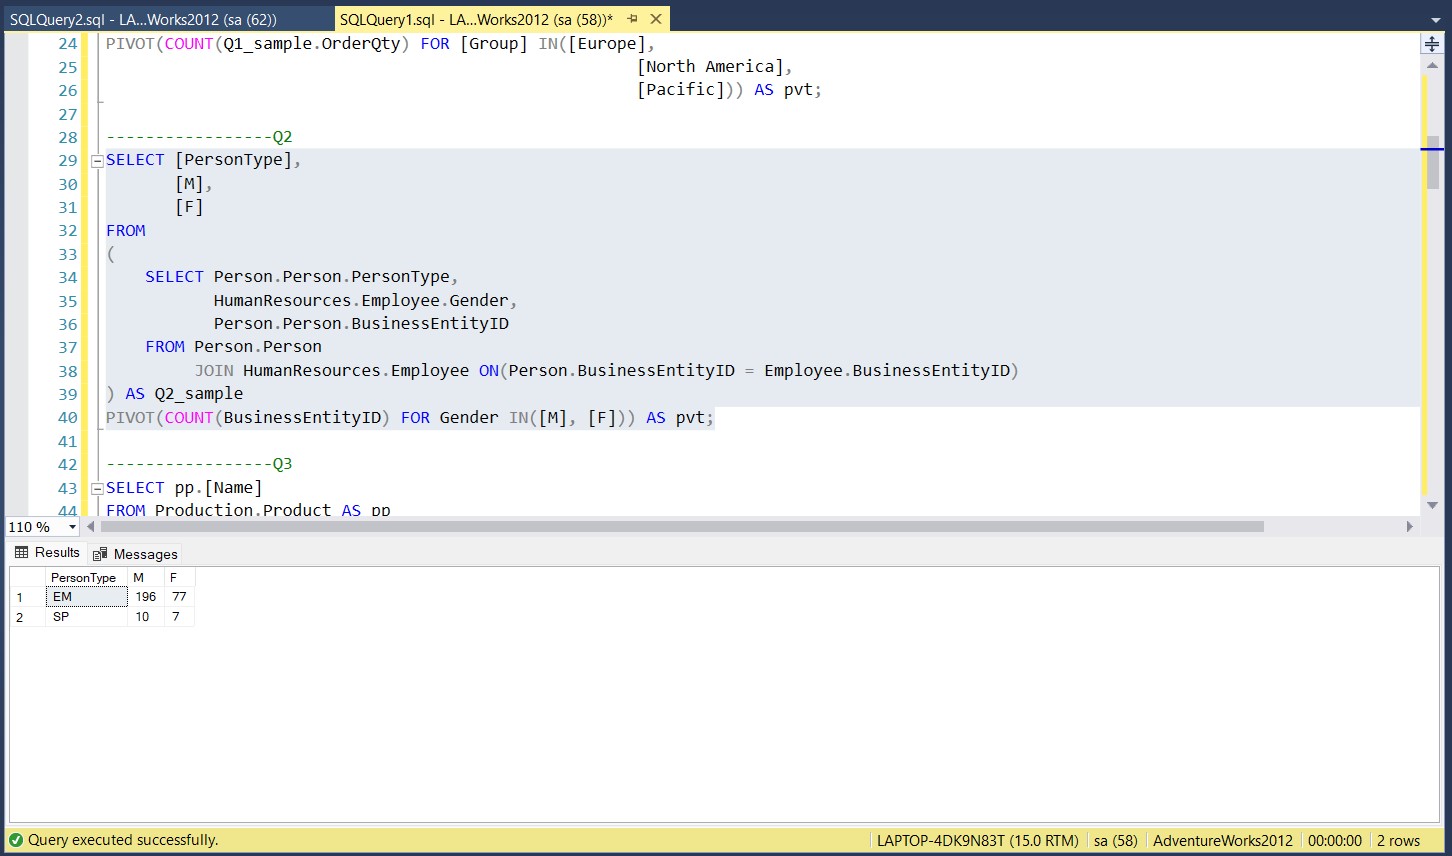 SQLQuery2.sql - LA...Works2012 (sa (62)) SQLQuery1.sql - LA...Works2012 (sa (58))*
24 PIVOT(COUNT(Q1_sample.OrderQty) FOR [Group] IN([Europe],
25 [North America],
26 [Pacific])) AS pvt;
27
28 -----------------Q2
29 SELECT [PersonType],
30 [M],
31 [F]
32 FROM
33 (
34 SELECT Person.Person.PersonType,
35 HumanResources.Employee.Gender,
36 Person.Person.BusinessEntityID
37 FROM Person.Person
38 JOIN HumanResources.Employee ON(Person.BusinessEntityID = Employee.BusinessEntityID)
39 ) AS Q2_sample
40 PIVOT(COUNT(BusinessEntityID) FOR Gender IN([M], [F])) AS pvt;
41
42 -----------------Q3
43 SELECT pp.[Name]
44 FROM Production.Product AS pp
110 %
Results Messages
PersonType M F
1 EM 196 77
2 SP 10 7
Query executed successfully. LAPTOP-4DK9N83T (15.0 RTM) sa (58) AdventureWorks2012 00:00:00 2 rows